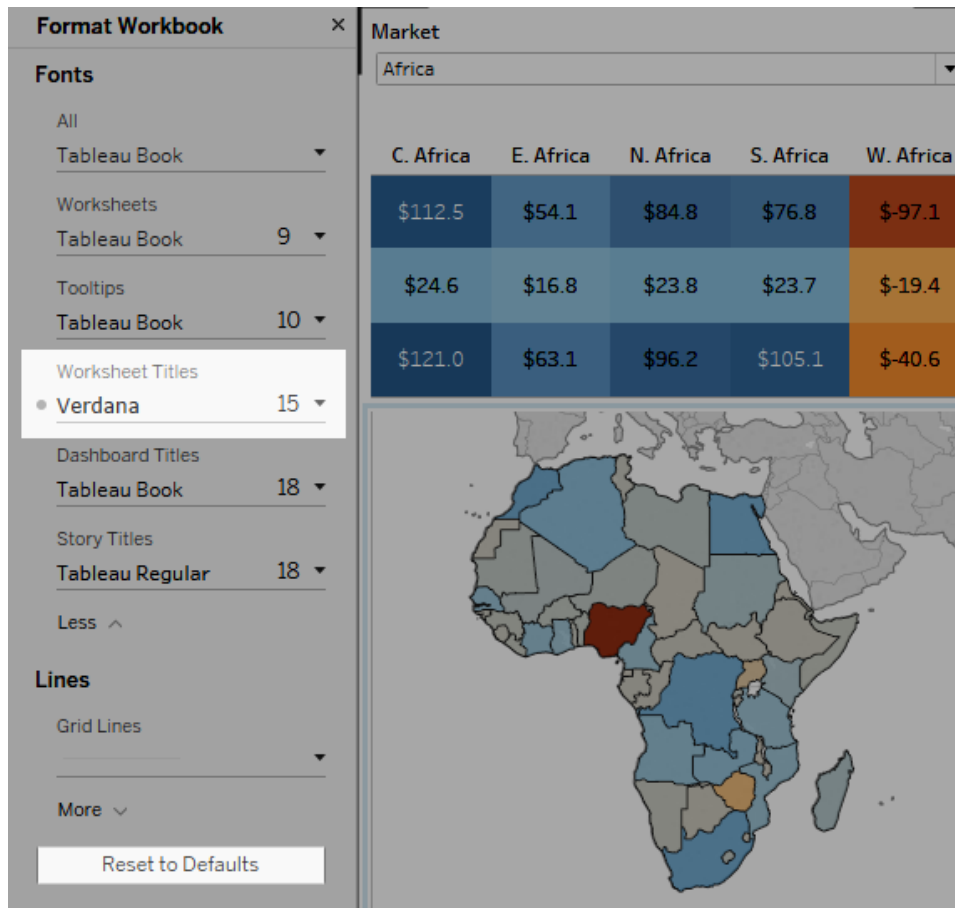 Format Workbook ×
Fonts
All
Tableau Book
Worksheets
Tableau Book 9
Tooltips
Tableau Book 10
Worksheet Titles
Verdana 15
Dashboard Titles
Tableau Book 18
Story Titles
Tableau Regular 18
Less
Lines
Grid Lines
More
Reset to Defaults
Market
Africa
C. Africa E. Africa N. Africa S. Africa W. Africa
$112.5 $54.1 $84.8 $76.8 $-97.1
$24.6 $16.8 $23.8 $23.7 $-19.4
$121.0 $63.1 $96.2 $105.1 $-40.6